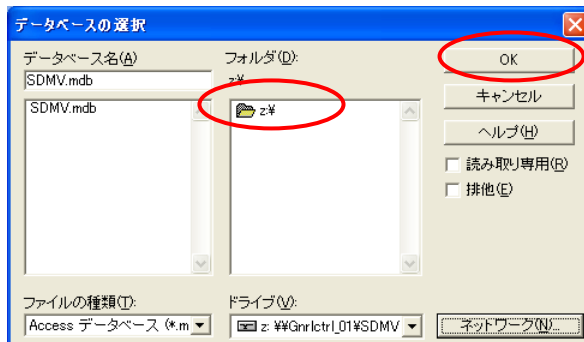 データベースの選択
データベース名(A)
SDMV.mdb
SDMV.mdb
フォルダ(D):
z:¥
z:¥
OK
キャンセル
ヘルプ(H)
読み取り専用(R)
排他(E)
ファイルの種類(T):
Access データベース (*.m
ドライブ(V):
z: ¥¥Gnrlctrl_01¥SDMV
ネットワーク(N)...